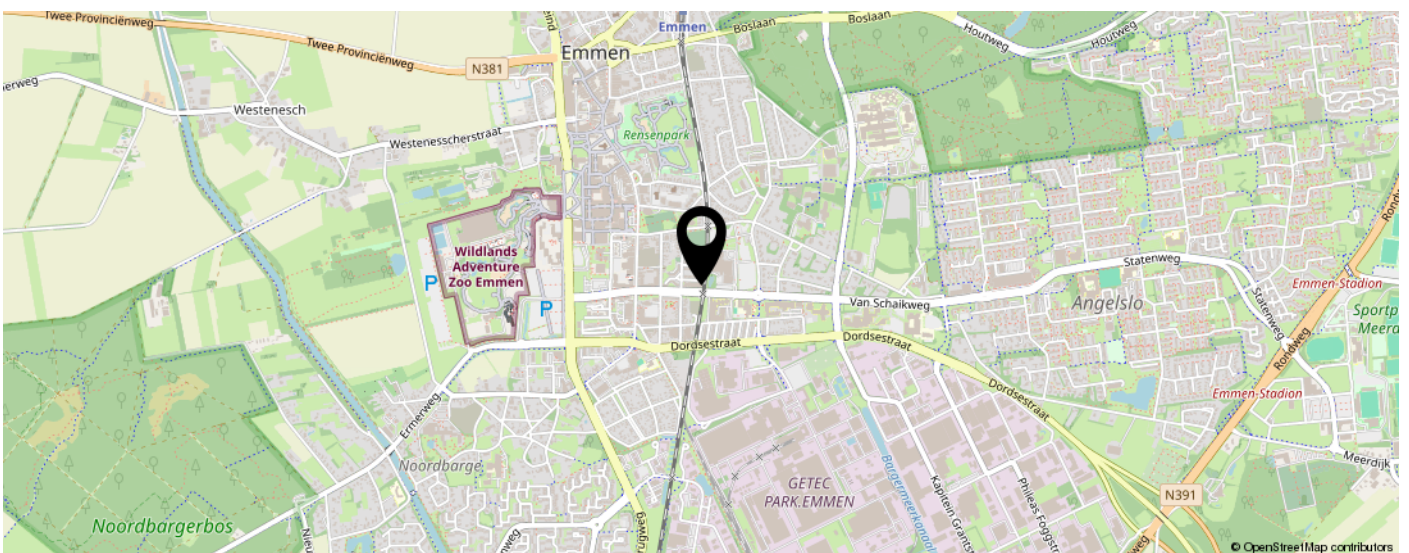 Twee Provinciënweg
Twee Provinciënweg
N381
Emmen
Emmen
Boslaan
Boslaan
Houtweg
Houtweg
Westenesch
Westenesscherstraat
Rensenpark
Wildlands
Adventure
Zoo Emmen
P
P
Statenweg
Statenweg
Van Schaikweg
Angelslo
Emmen-Stadion
Rondweg
Dordsestraat
Dordsestraat
Dordsestraat
Emmen-Stadion
Ermerweg
Noordbarge
Noordbargerbos
GETEC
PARK.EMMEN
Bargermeerkanaal
Meerdijk
N391
© OpenStreetMap contributors